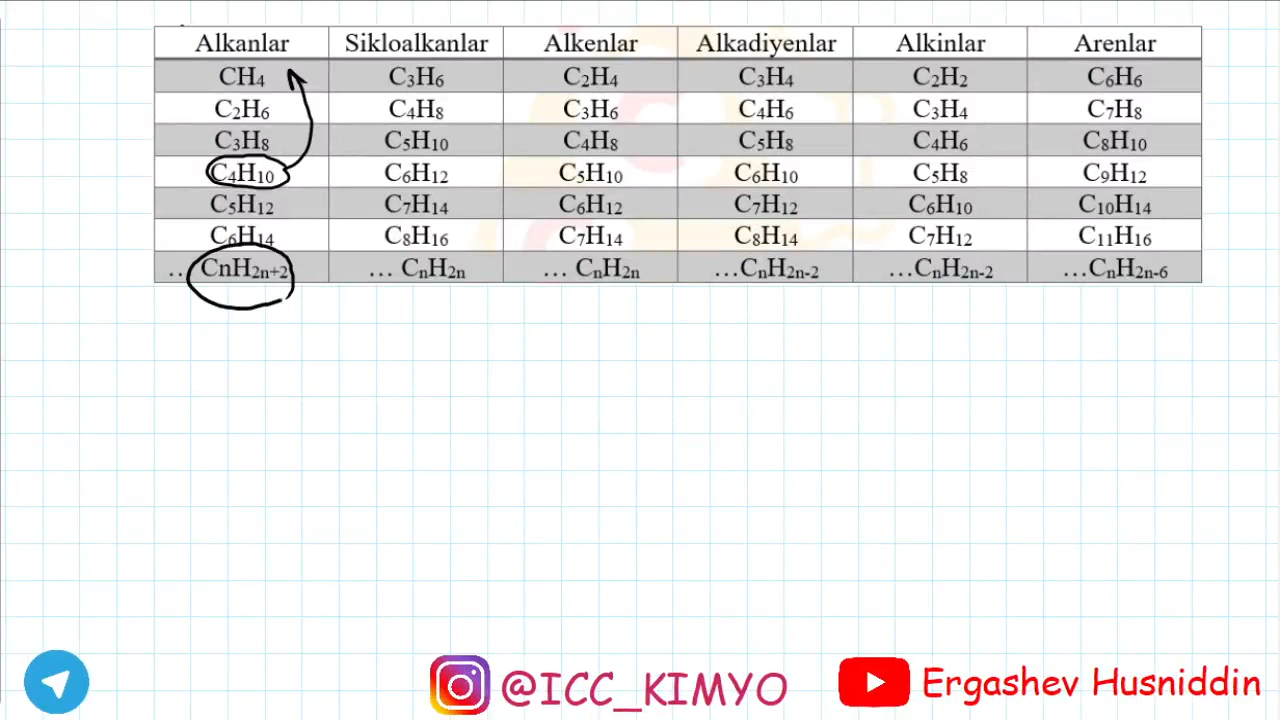 Alkanlar Sikloalkanlar Alkenlar Alkadiyenlar Alkinlar Arenlar
CH₄ C₃H₆ C₂H₄ C₃H₄ C₂H₂ C₆H₆
C₂H₆ C₄H₈ C₃H₆ C₄H₆ C₃H₄ C₇H₈
C₃H₈ C₅H₁₀ C₄H₈ C₅H₈ C₄H₆ C₈H₁₀
C₄H₁₀ C₆H₁₂ C₅H₁₀ C₆H₁₀ C₅H₈ C₉H₁₂
C₅H₁₂ C₇H₁₄ C₆H₁₂ C₇H₁₂ C₆H₁₀ C₁₀H₁₄
C₆H₁₄ C₈H₁₆ C₇H₁₄ C₈H₁₄ C₇H₁₂ C₁₁H₁₆
… CnH₂ₙ₊₂ … CₙH₂ₙ … CₙH₂ₙ …CₙH₂ₙ₋₂ …CₙH₂ₙ₋₂ …CₙH₂ₙ₋₆
@ICC_KIMYO Ergashev Husniddin